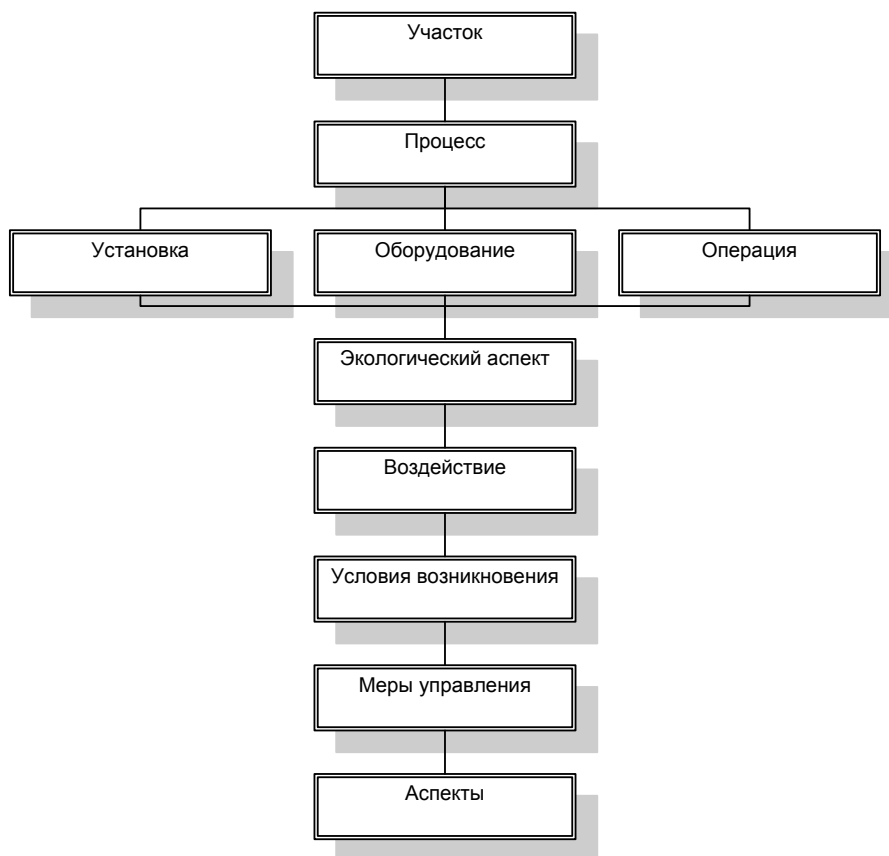 Участок
Процесс
Установка
Оборудование
Операция
Экологический аспект
Воздействие
Условия возникновения
Меры управления
Аспекты